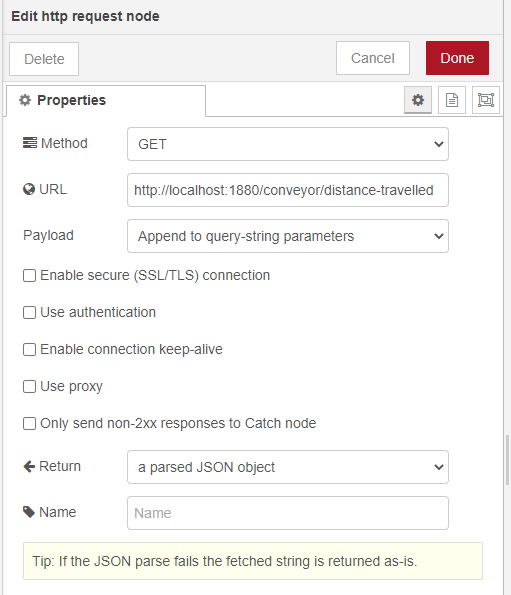 Edit http request node
Delete
Cancel
Done
Properties
Method
GET
URL
http://localhost:1880/conveyor/distance-travelled
Payload
Append to query-string parameters
Enable secure (SSL/TLS) connection
Use authentication
Enable connection keep-alive
Use proxy
Only send non-2xx responses to Catch node
Return
a parsed JSON object
Name
Name
Tip: If the JSON parse fails the fetched string is returned as-is.